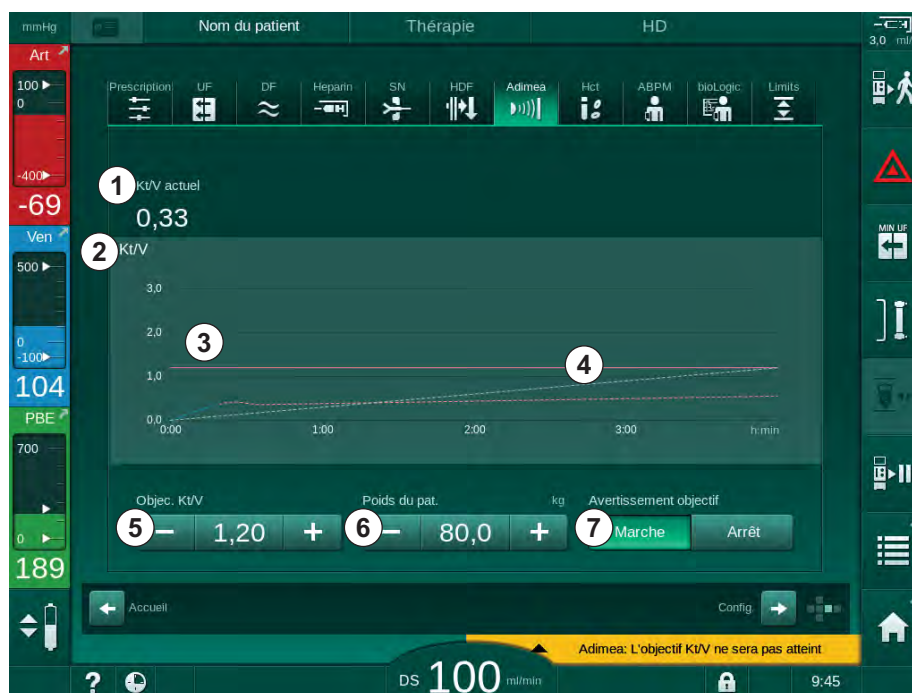 mmHg
Nom du patient
Thérapie
HD
3,0 ml/
Art
100
0
-400
-69
Ven
500
0
-100
104
PBE
700
0
189
Prescription
UF
DF
Heparin
SN
HDF
Adimea
Hct
ABPM
bioLogic
Limits
1
Kt/V actuel
0,33
2
Kt/V
3,0
2,0
3
4
1,0
0,0
0:00
1:00
2:00
3:00
h:min
Objec. Kt/V
Poids du pat.
kg
Avertissement objectif
5
−
1,20
+
6
−
80,0
+
7
Marche
Arrêt
Accueil
Config.
Adimea: L'objectif Kt/V ne sera pas atteint
?
DS 100 ml/min
9:45
MIN UF